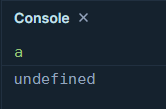 Console ×
a
undefined